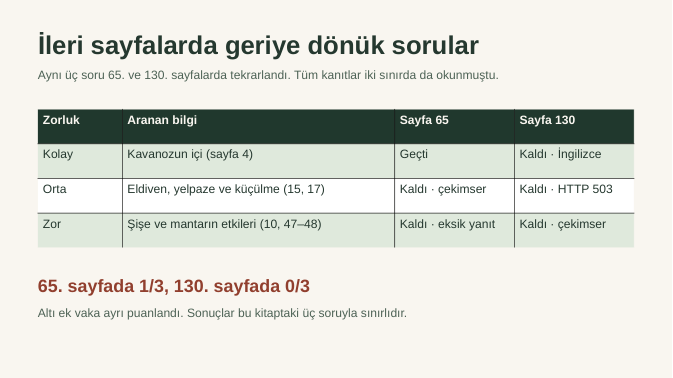 İleri sayfalarda geriye dönük sorular
Aynı üç soru 65. ve 130. sayfalarda tekrarlandı. Tüm kanıtlar iki sınırda da okunmuştu.
Zorluk Aranan bilgi Sayfa 65 Sayfa 130
Kolay Kavanozun içi (sayfa 4) Geçti Kaldı · İngilizce
Orta Eldiven, yelpaze ve küçülme (15, 17) Kaldı · çekimser Kaldı · HTTP 503
Zor Şişe ve mantarın etkileri (10, 47–48) Kaldı · eksik yanıt Kaldı · çekimser
65. sayfada 1/3, 130. sayfada 0/3
Altı ek vaka ayrı puanlandı. Sonuçlar bu kitaptaki üç soruyla sınırlıdır.